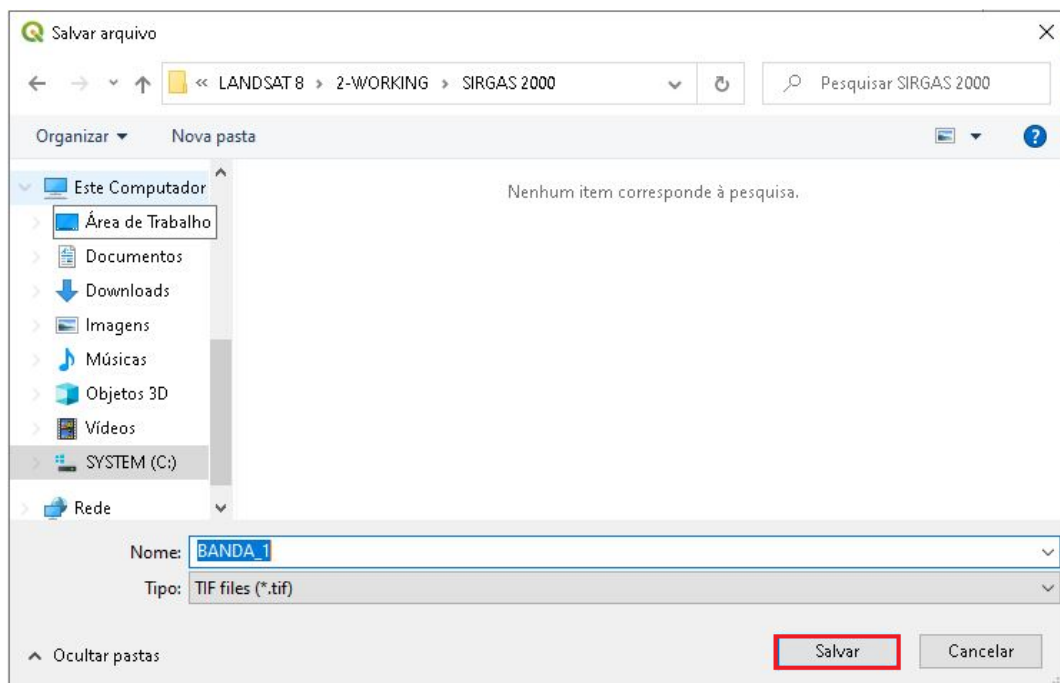 Salvar arquivo
« LANDSAT 8 › 2-WORKING › SIRGAS 2000
Pesquisar SIRGAS 2000
Organizar
Nova pasta
Este Computador
Área de Trabalho
Documentos
Downloads
Imagens
Músicas
Objetos 3D
Vídeos
SYSTEM (C:)
Rede
Nenhum item corresponde à pesquisa.
Nome: BANDA_1
Tipo: TIF files (*.tif)
Ocultar pastas
Salvar
Cancelar